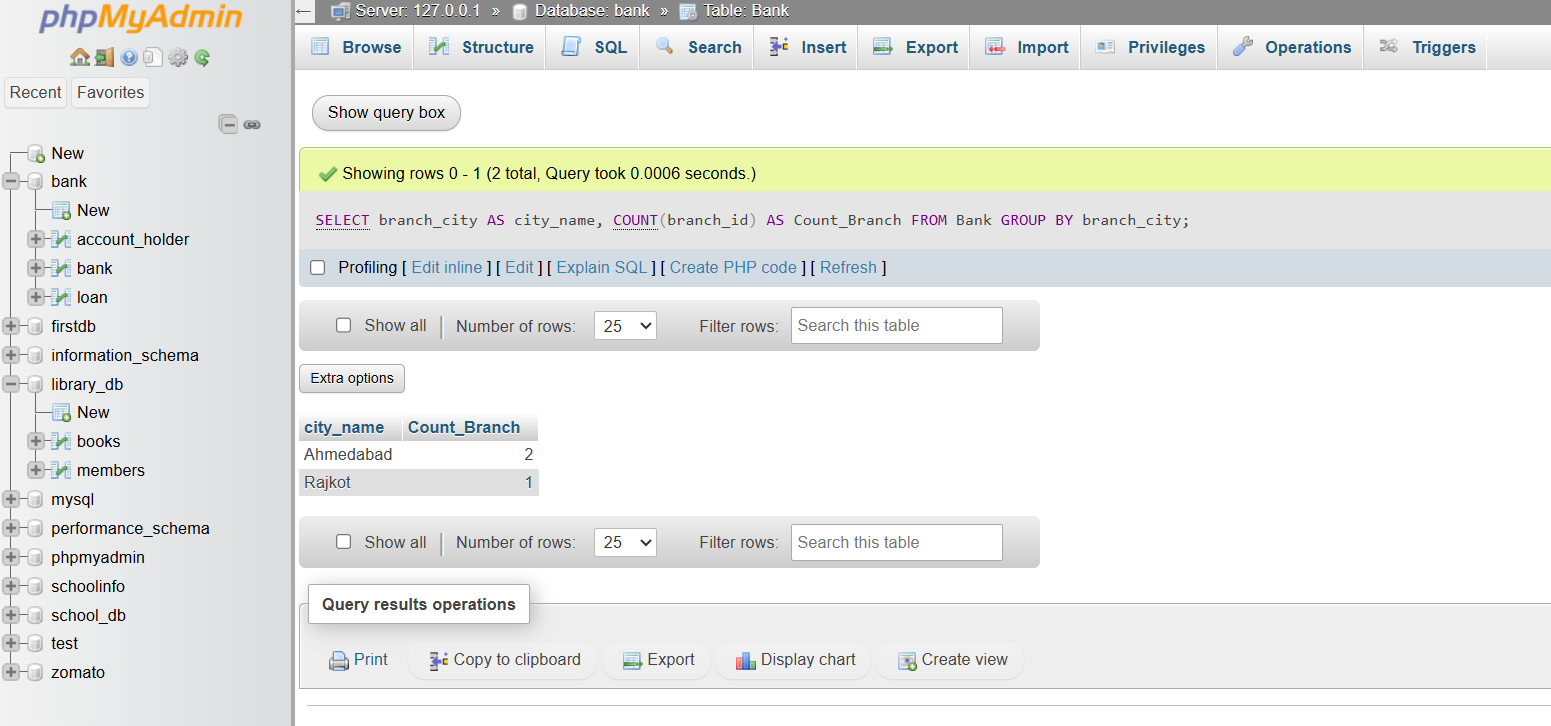 phpMyAdmin
Recent Favorites
New
bank
New
account_holder
bank
loan
firstdb
information_schema
library_db
New
books
members
mysql
performance_schema
phpmyadmin
schoolinfo
school_db
test
zomato
← Server: 127.0.0.1 » Database: bank » Table: Bank
Browse Structure SQL Search Insert Export Import Privileges Operations Triggers
Show query box
Showing rows 0 - 1 (2 total, Query took 0.0006 seconds.)
SELECT branch_city AS city_name, COUNT(branch_id) AS Count_Branch FROM Bank GROUP BY branch_city;
Profiling [ Edit inline ] [ Edit ] [ Explain SQL ] [ Create PHP code ] [ Refresh ]
Show all Number of rows: 25 Filter rows: Search this table
Extra options
city_name Count_Branch
Ahmedabad 2
Rajkot 1
Show all Number of rows: 25 Filter rows: Search this table
Query results operations
Print Copy to clipboard Export Display chart Create view